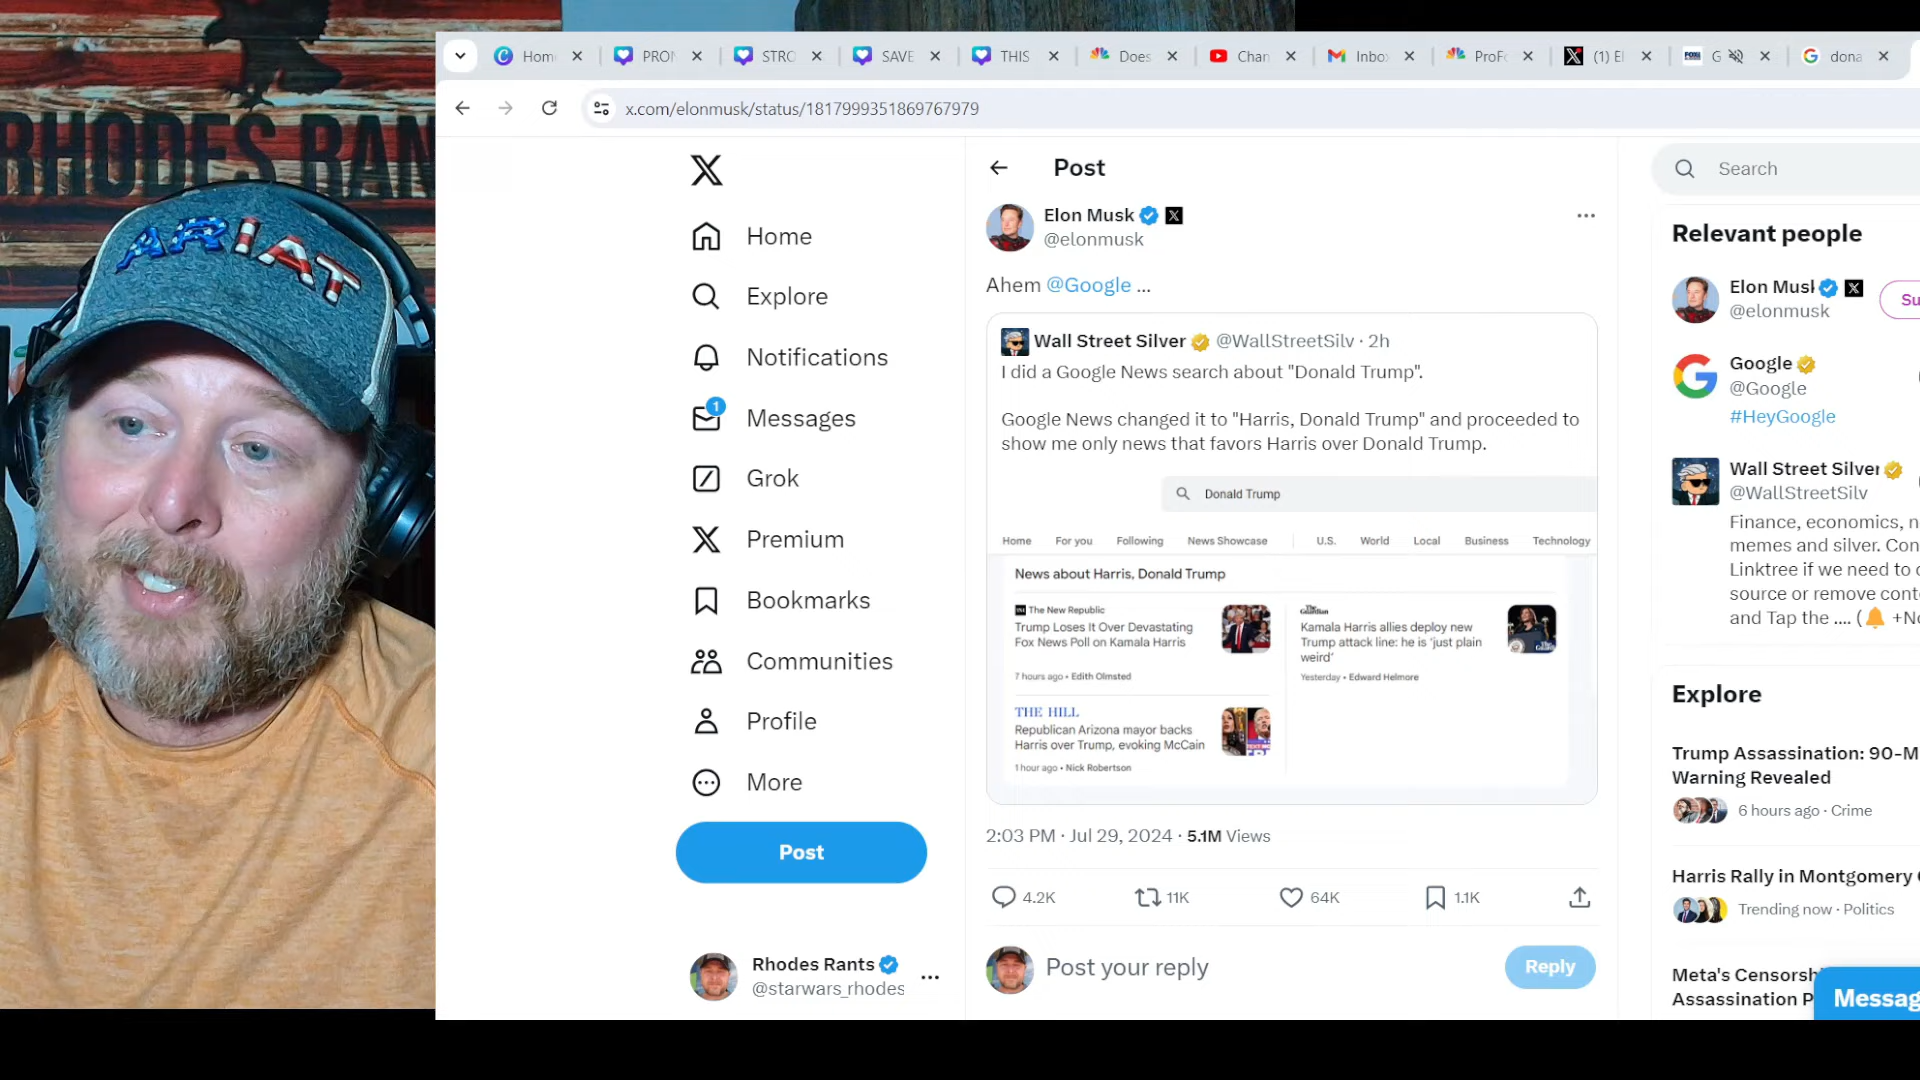 RHODES RAN
ARIAT
Hom
PRO
STRO
SAVE
THIS
Does
Chan
Inbo
ProF
(1) El
G
dona
x.com/elonmusk/status/1817999351869767979
Home
Explore
Notifications
1
Messages
Grok
Premium
Bookmarks
Communities
Profile
More
Post
Rhodes Rants
@starwars_rhodes
Post
Elon Musk
@elonmusk
Ahem @Google ...
Wall Street Silver @WallStreetSilv · 2h
I did a Google News search about "Donald Trump".
Google News changed it to "Harris, Donald Trump" and proceeded to
show me only news that favors Harris over Donald Trump.
Donald Trump
Home For you Following News Showcase U.S. World Local Business Technology
News about Harris, Donald Trump
The New Republic
Trump Loses It Over Devastating
Fox News Poll on Kamala Harris
7 hours ago • Edith Olmsted
The Guardian
Kamala Harris allies deploy new
Trump attack line: he is 'just plain
weird'
Yesterday • Edward Helmore
THE HILL
Republican Arizona mayor backs
Harris over Trump, evoking McCain
1 hour ago • Nick Robertson
2:03 PM · Jul 29, 2024 · 5.1M Views
4.2K 11K 64K 1.1K
Post your reply
Reply
Search
Relevant people
Elon Musk
@elonmusk
Su
Google
@Google
#HeyGoogle
Wall Street Silver
@WallStreetSilv
Finance, economics, n
memes and silver. Con
Linktree if we need to c
source or remove cont
and Tap the .... ( +No
Explore
Trump Assassination: 90-M
Warning Revealed
6 hours ago · Crime
Harris Rally in Montgomery C
Trending now · Politics
Meta's Censorsh
Assassination P
Messag